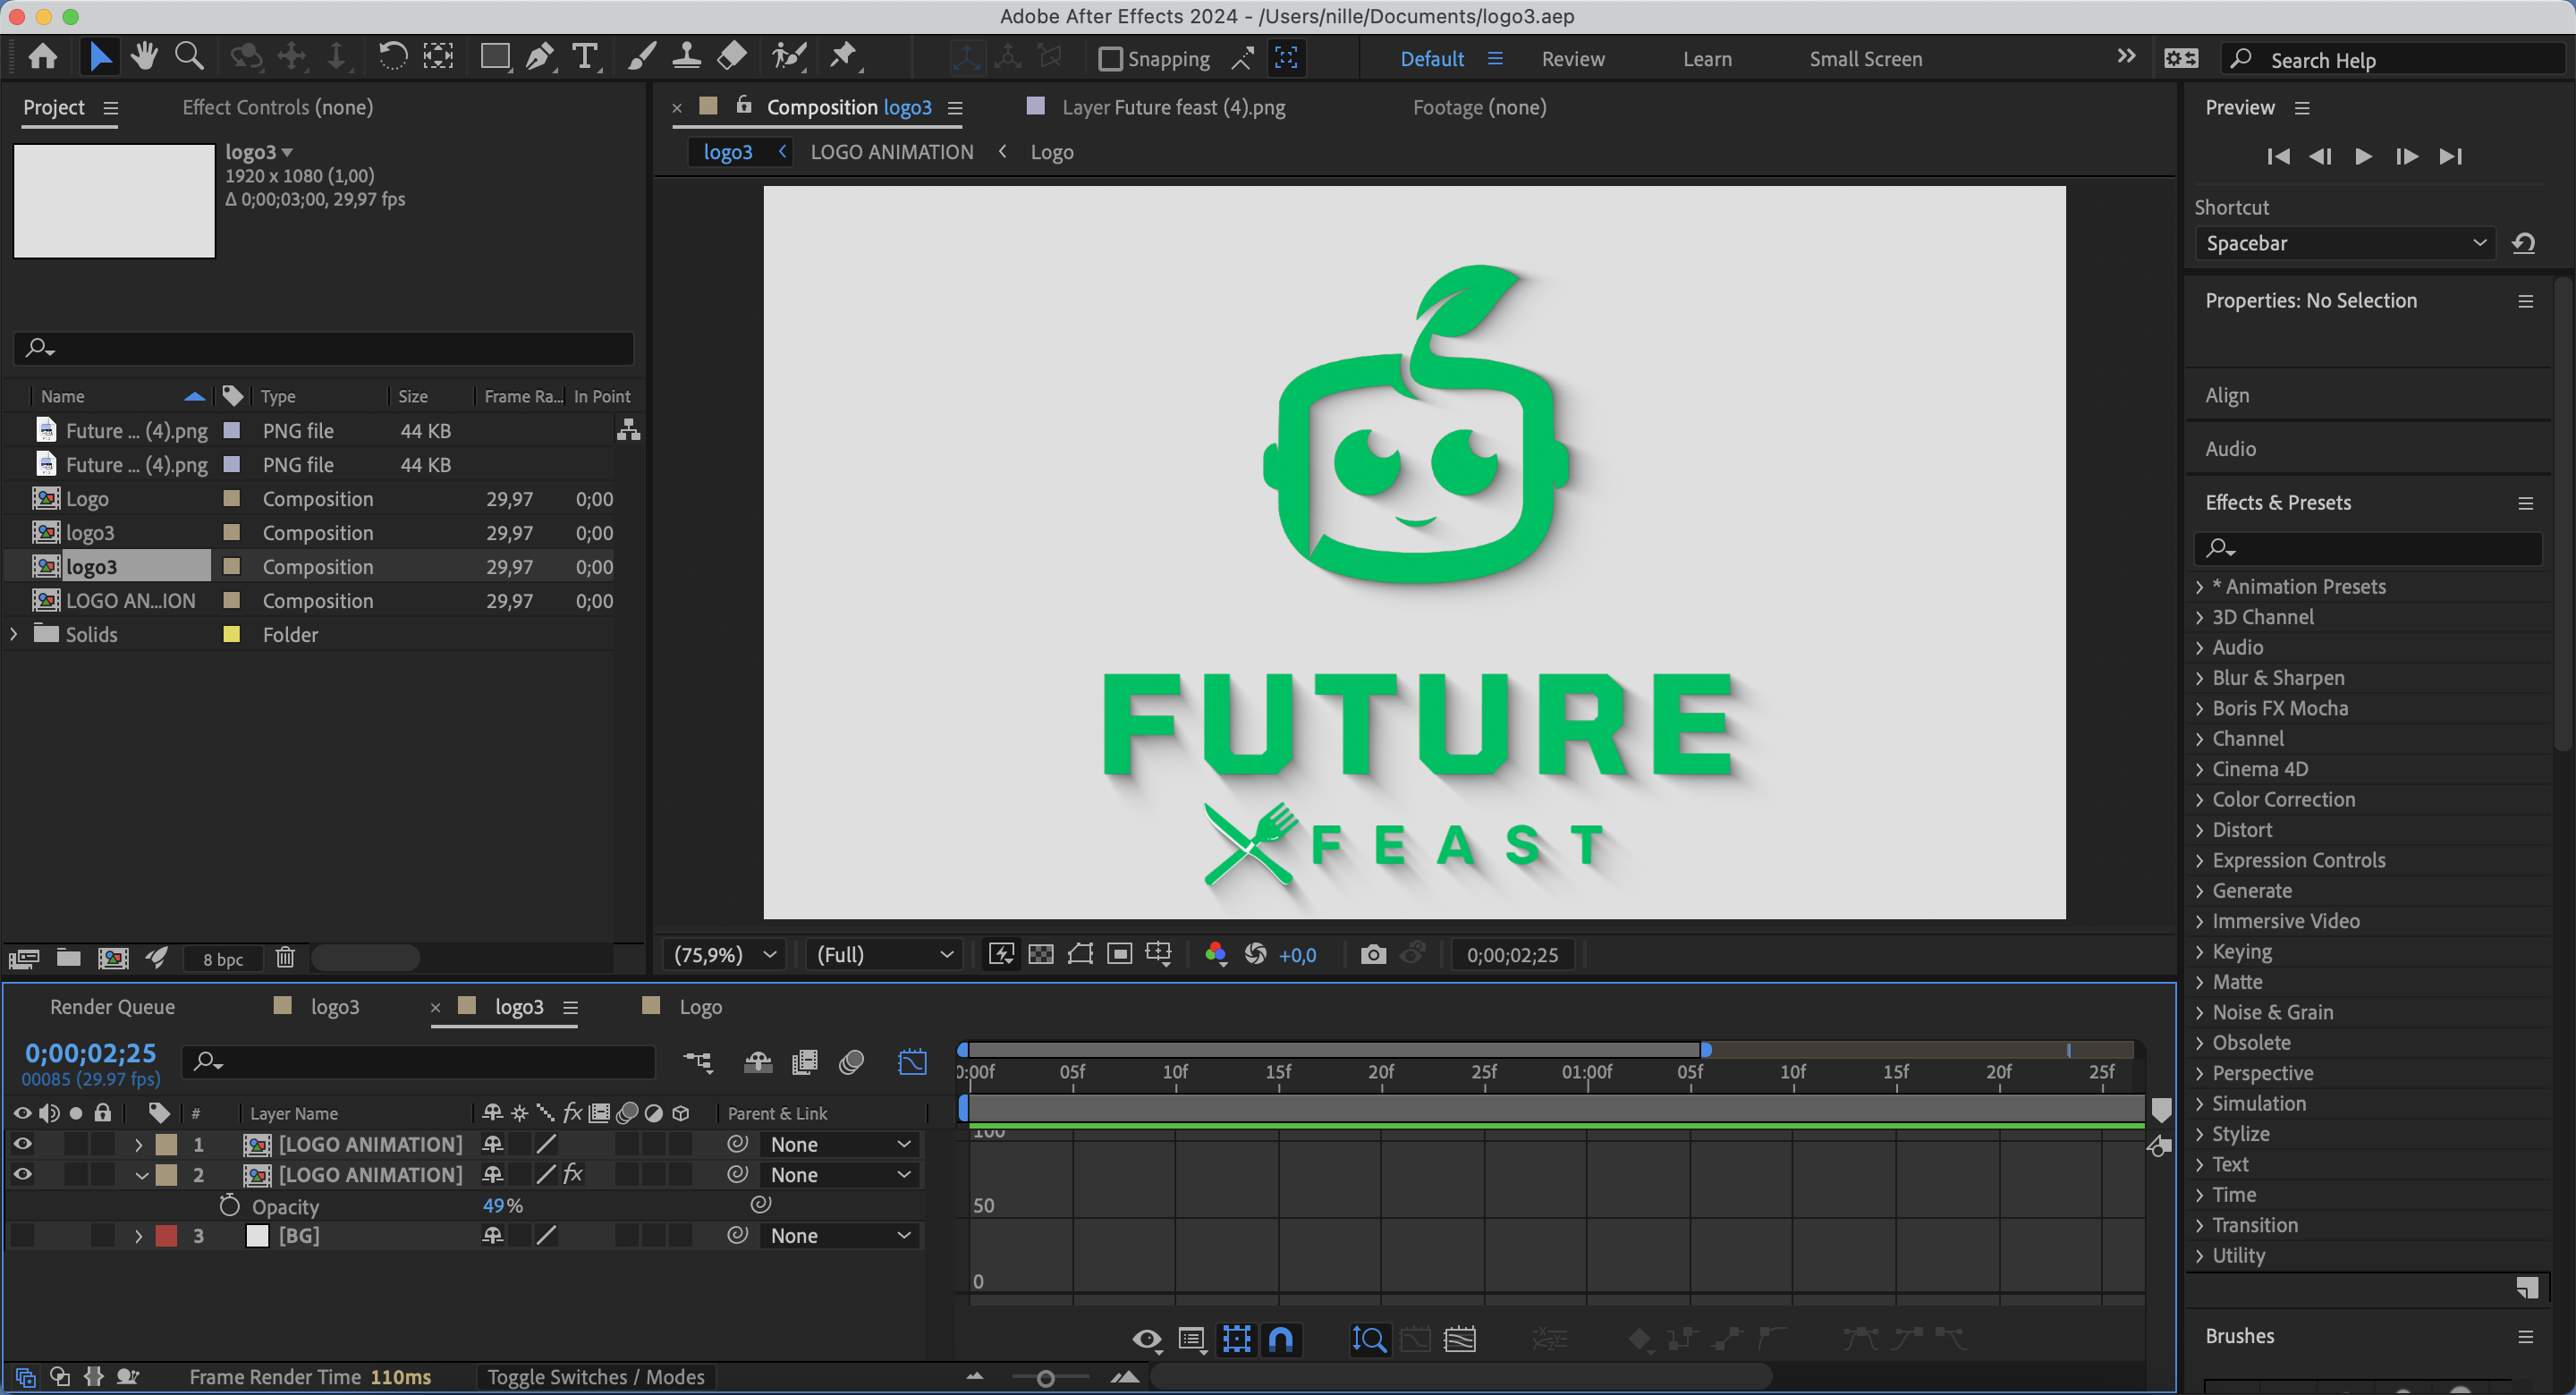 Adobe After Effects 2024 - /Users/nille/Documents/logo3.aep
Snapping
Default
Review
Learn
Small Screen
Search Help
Project
Effect Controls (none)
logo3
1920 x 1080 (1,00)
Δ 0;00;03;00, 29,97 fps
Name Type Size Frame Ra... In Point
Future ... (4).png PNG file 44 KB
Future ... (4).png PNG file 44 KB
Logo Composition 29,97 0;00
logo3 Composition 29,97 0;00
logo3 Composition 29,97 0;00
LOGO AN...ION Composition 29,97 0;00
Solids Folder
8 bpc
Composition logo3
Layer Future feast (4).png
Footage (none)
logo3 LOGO ANIMATION Logo
FUTURE
FEAST
(75,9%)
(Full)
+0,0
0;00;02;25
Preview
Shortcut
Spacebar
Properties: No Selection
Align
Audio
Effects & Presets
* Animation Presets
3D Channel
Audio
Blur & Sharpen
Boris FX Mocha
Channel
Cinema 4D
Color Correction
Distort
Expression Controls
Generate
Immersive Video
Keying
Matte
Noise & Grain
Obsolete
Perspective
Simulation
Stylize
Text
Time
Transition
Utility
Brushes
Render Queue
logo3
logo3
Logo
0;00;02;25
00085 (29.97 fps)
# Layer Name fx Parent & Link
1 [LOGO ANIMATION] None
2 [LOGO ANIMATION] fx None
Opacity 49%
3 [BG] None
0:00f 05f 10f 15f 20f 25f 01:00f 05f 10f 15f 20f 25f
100
50
0
Frame Render Time 110ms
Toggle Switches / Modes